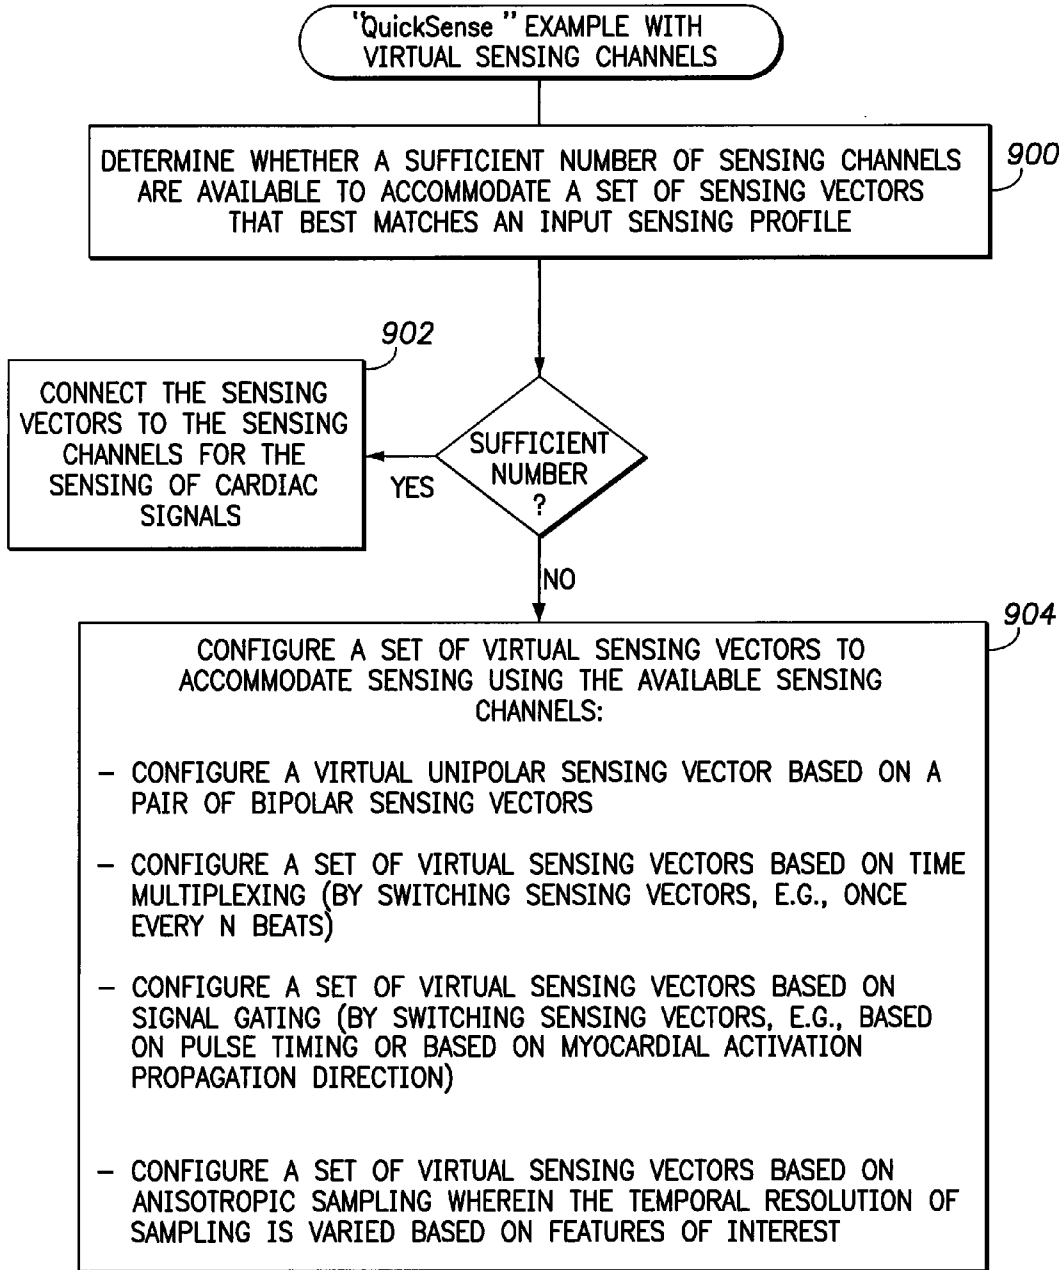 "QuickSense" EXAMPLE WITH
VIRTUAL SENSING CHANNELS
DETERMINE WHETHER A SUFFICIENT NUMBER OF SENSING CHANNELS
ARE AVAILABLE TO ACCOMMODATE A SET OF SENSING VECTORS
THAT BEST MATCHES AN INPUT SENSING PROFILE
900
902
CONNECT THE SENSING
VECTORS TO THE SENSING
CHANNELS FOR THE
SENSING OF CARDIAC
SIGNALS
YES
SUFFICIENT
NUMBER
?
NO
904
CONFIGURE A SET OF VIRTUAL SENSING VECTORS TO
ACCOMMODATE SENSING USING THE AVAILABLE SENSING
CHANNELS:
– CONFIGURE A VIRTUAL UNIPOLAR SENSING VECTOR BASED ON A
PAIR OF BIPOLAR SENSING VECTORS
– CONFIGURE A SET OF VIRTUAL SENSING VECTORS BASED ON TIME
MULTIPLEXING (BY SWITCHING SENSING VECTORS, E.G., ONCE
EVERY N BEATS)
– CONFIGURE A SET OF VIRTUAL SENSING VECTORS BASED ON
SIGNAL GATING (BY SWITCHING SENSING VECTORS, E.G., BASED
ON PULSE TIMING OR BASED ON MYOCARDIAL ACTIVATION
PROPAGATION DIRECTION)
– CONFIGURE A SET OF VIRTUAL SENSING VECTORS BASED ON
ANISOTROPIC SAMPLING WHEREIN THE TEMPORAL RESOLUTION OF
SAMPLING IS VARIED BASED ON FEATURES OF INTEREST